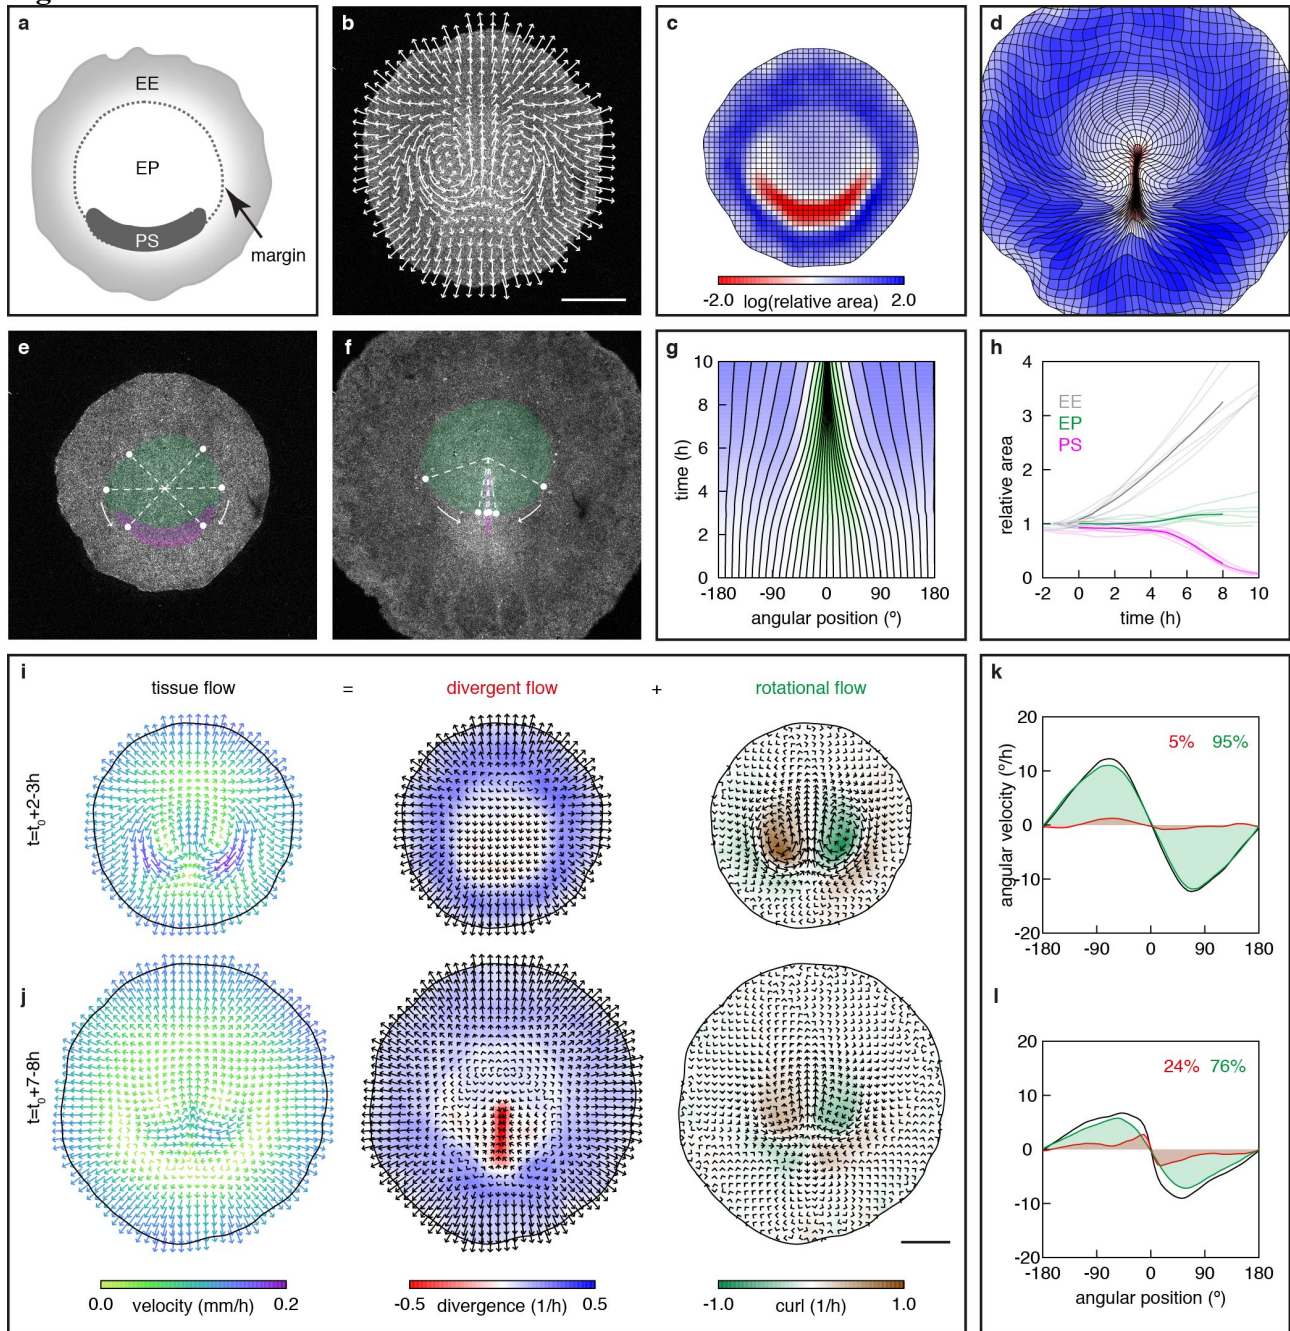 a
EE
EP
PS
margin
b
c
-2.0 log(relative area) 2.0
d
e
f
g
time (h)
10
8
6
4
2
0
-180 -90 0 90 180
angular position (º)
h
relative area
4
3
2
1
0
EE
EP
PS
-2 0 2 4 6 8 10
time (h)
i
tissue flow = divergent flow + rotational flow
t=t0+2-3h
j
t=t0+7-8h
0.0 velocity (mm/h) 0.2
-0.5 divergence (1/h) 0.5
-1.0 curl (1/h) 1.0
k
angular velocity (º/h)
20
10
0
-10
-20
5% 95%
-180 -90 0 90 180
l
20
10
0
-10
-20
24% 76%
-180 -90 0 90 180
angular position (º)